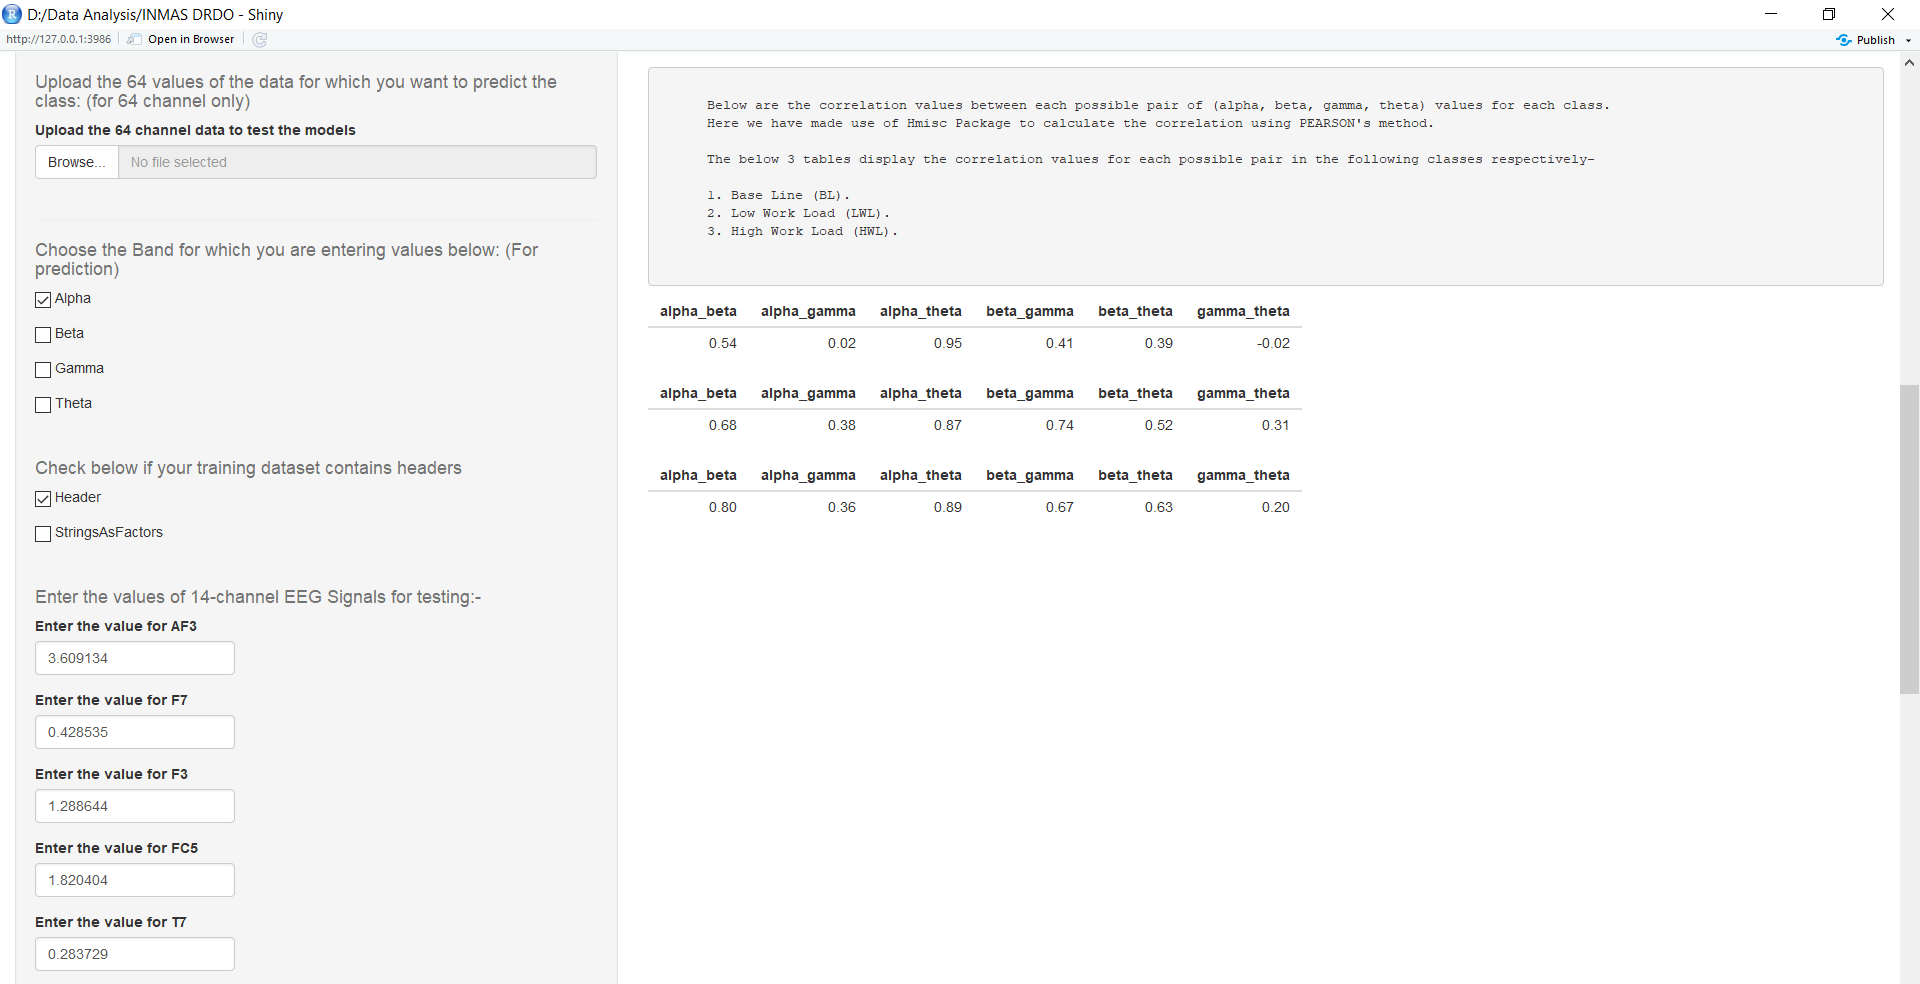 D:/Data Analysis/INMAS DRDO - Shiny
http://127.0.0.1:3986 Open in Browser Publish
Upload the 64 values of the data for which you want to predict the
class: (for 64 channel only)
Upload the 64 channel data to test the models
Browse... No file selected
Choose the Band for which you are entering values below: (For
prediction)
Alpha
Beta
Gamma
Theta
Check below if your training dataset contains headers
Header
StringsAsFactors
Enter the values of 14-channel EEG Signals for testing:-
Enter the value for AF3
3.609134
Enter the value for F7
0.428535
Enter the value for F3
1.288644
Enter the value for FC5
1.820404
Enter the value for T7
0.283729
Below are the correlation values between each possible pair of (alpha, beta, gamma, theta) values for each class.
Here we have made use of Hmisc Package to calculate the correlation using PEARSON's method.
The below 3 tables display the correlation values for each possible pair in the following classes respectively-
1. Base Line (BL).
2. Low Work Load (LWL).
3. High Work Load (HWL).
alpha_beta alpha_gamma alpha_theta beta_gamma beta_theta gamma_theta
0.54 0.02 0.95 0.41 0.39 -0.02
alpha_beta alpha_gamma alpha_theta beta_gamma beta_theta gamma_theta
0.68 0.38 0.87 0.74 0.52 0.31
alpha_beta alpha_gamma alpha_theta beta_gamma beta_theta gamma_theta
0.80 0.36 0.89 0.67 0.63 0.20